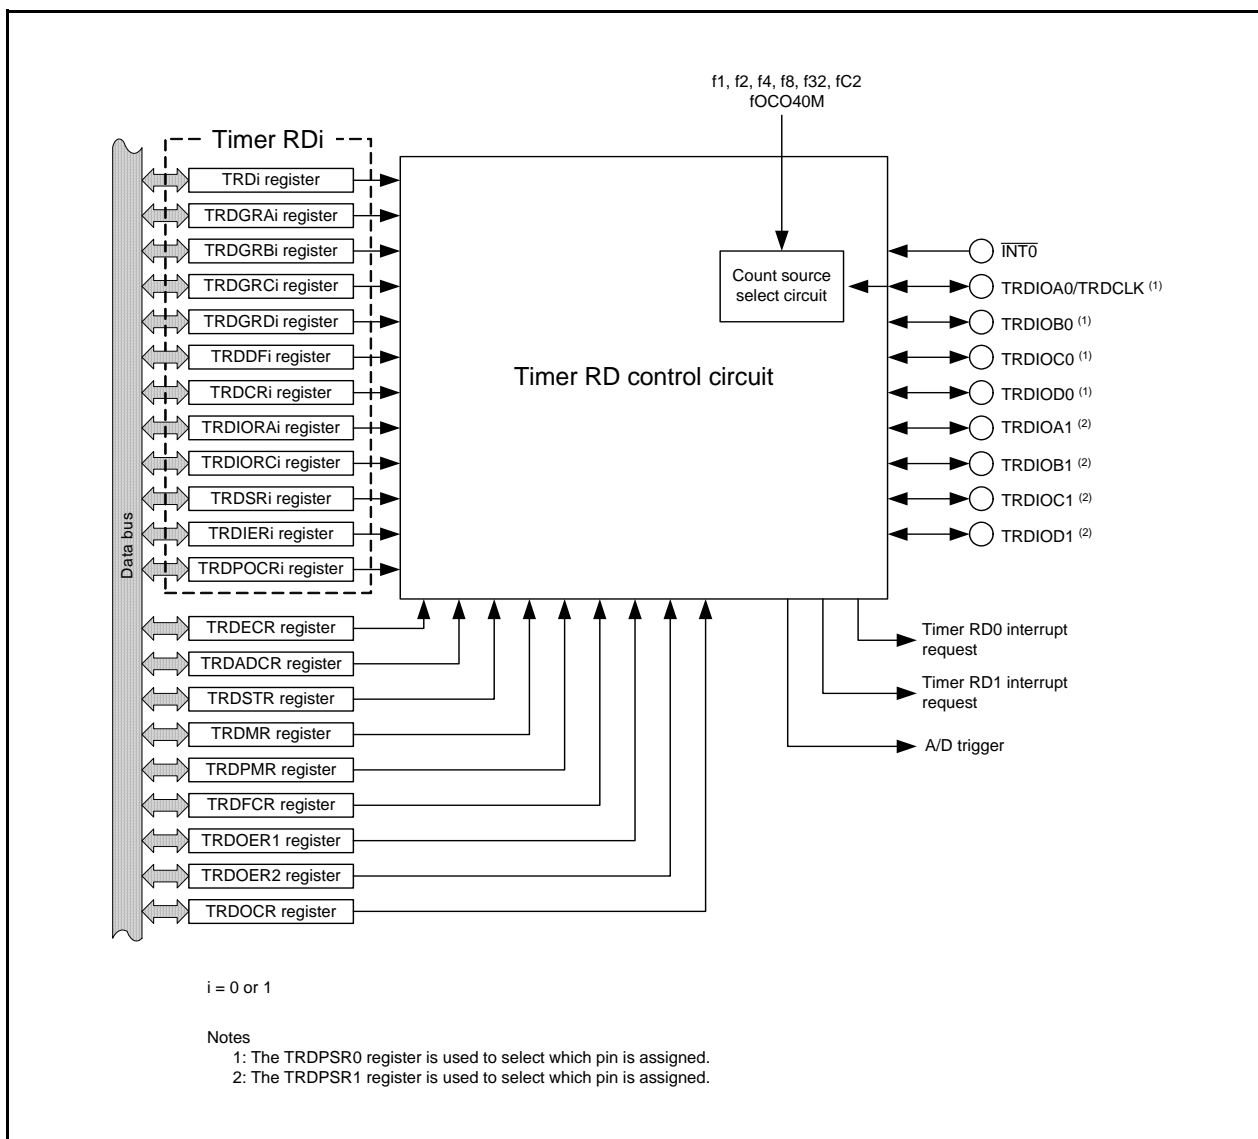 f1, f2, f4, f8, f32, fC2
fOCO40M
Timer RDi
TRDi register
TRDGRAi register
TRDGRBi register
TRDGRCi register
TRDGRDi register
TRDDFi register
TRDCRi register
TRDIORAi register
TRDIORCi register
TRDSRi register
TRDIERi register
TRDPOCRi register
Data bus
TRDECR register
TRDADCR register
TRDSTR register
TRDMR register
TRDPMR register
TRDFCR register
TRDOER1 register
TRDOER2 register
TRDOCR register
Count source
select circuit
Timer RD control circuit
INT0
TRDIOA0/TRDCLK (1)
TRDIOB0 (1)
TRDIOC0 (1)
TRDIOD0 (1)
TRDIOA1 (2)
TRDIOB1 (2)
TRDIOC1 (2)
TRDIOD1 (2)
Timer RD0 interrupt
request
Timer RD1 interrupt
request
A/D trigger
i = 0 or 1
Notes
1: The TRDPSR0 register is used to select which pin is assigned.
2: The TRDPSR1 register is used to select which pin is assigned.